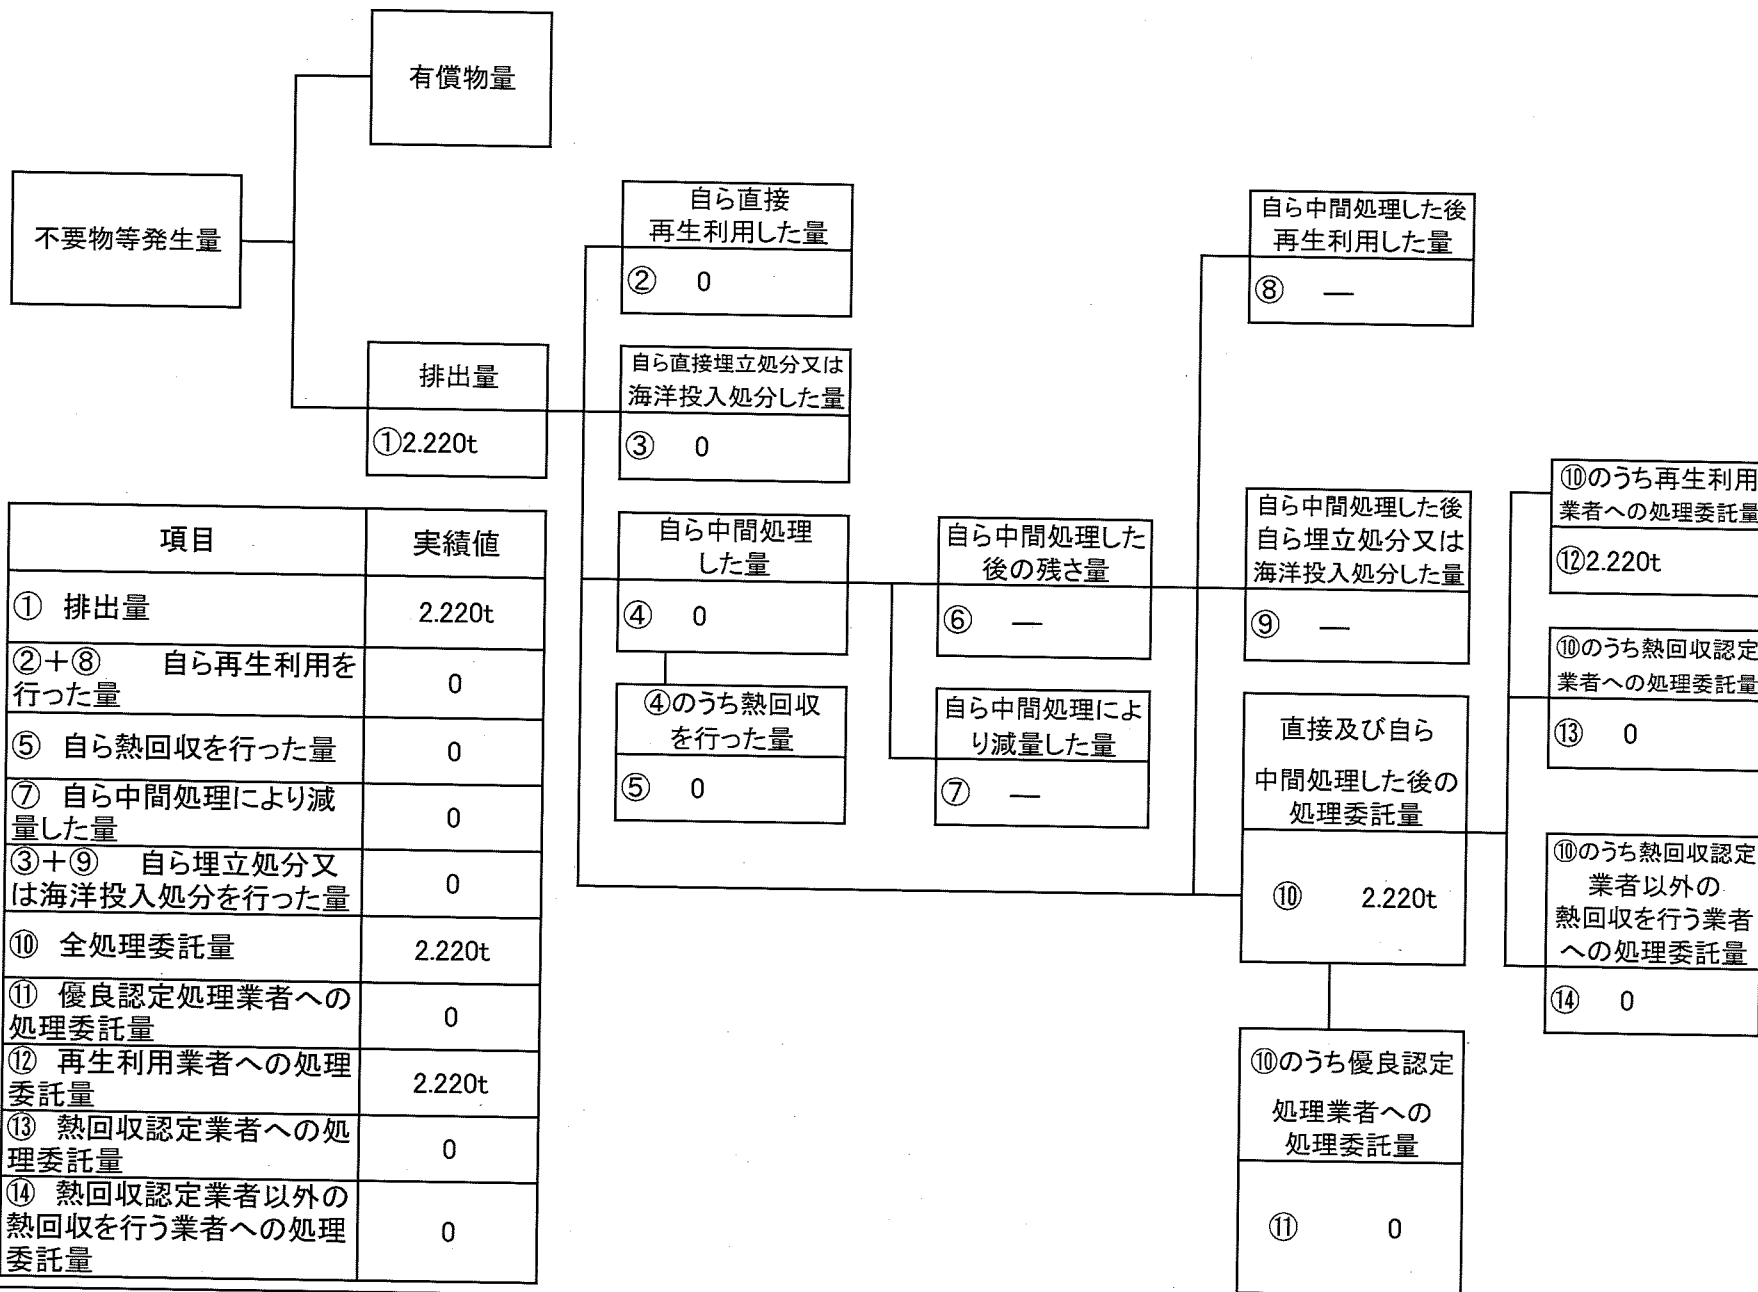 有償物量
不要物等発生量
排出量
①2.220t
自ら直接
再生利用した量
② 0
自ら直接埋立処分又は
海洋投入処分した量
③ 0
自ら中間処理
した量
④ 0
④のうち熱回収
を行った量
⑤ 0
自ら中間処理した
後の残さ量
⑥ —
自ら中間処理によ
り減量した量
⑦ —
自ら中間処理した後
再生利用した量
⑧ —
自ら中間処理した後
自ら埋立処分又は
海洋投入処分した量
⑨ —
直接及び自ら
中間処理した後の
処理委託量
⑩ 2.220t
⑩のうち優良認定
処理業者への
処理委託量
⑪ 0
⑩のうち再生利用
業者への処理委託量
⑫2.220t
⑩のうち熱回収認定
業者への処理委託量
⑬ 0
⑩のうち熱回収認定
業者以外の
熱回収を行う業者
への処理委託量
⑭ 0
項目 実績値
① 排出量 2.220t
②+⑧ 自ら再生利用を
行った量 0
⑤ 自ら熱回収を行った量 0
⑦ 自ら中間処理により減
量した量 0
③+⑨ 自ら埋立処分又
は海洋投入処分を行った量 0
⑩ 全処理委託量 2.220t
⑪ 優良認定処理業者への
処理委託量 0
⑫ 再生利用業者への処理
委託量 2.220t
⑬ 熱回収認定業者への処
理委託量 0
⑭ 熱回収認定業者以外の
熱回収を行う業者への処理
委託量 0